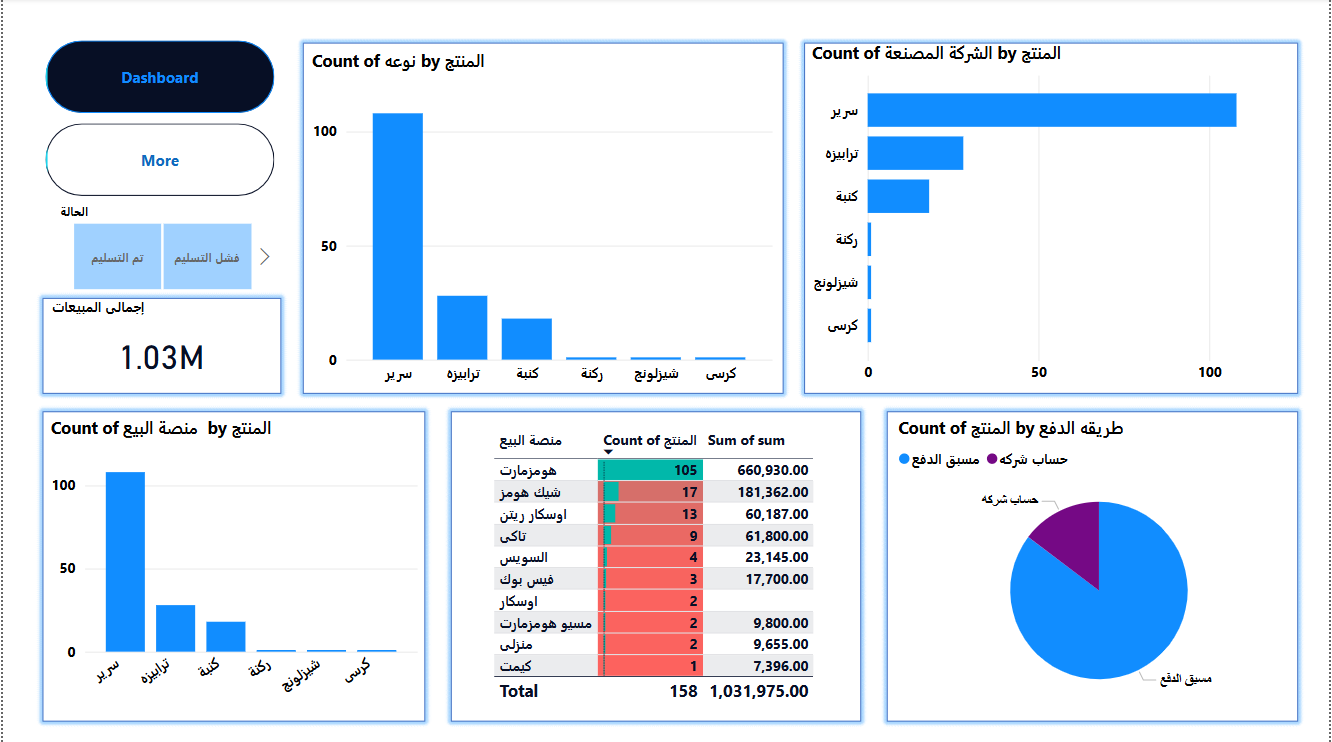 Dashboard
More
الحالة
تم التسليم
فشل التسليم
إجمالى المبيعات
1.03M
Count of المنتج by نوعه
100
50
0
سرير
ترابيزه
كنبة
ركنة
شيزلونج
كرسى
Count of المنتج by الشركة المصنعة
سرير
ترابيزه
كنبة
ركنة
شيزلونج
كرسى
0
50
100
Count of المنتج by منصة البيع
100
50
0
سرير
ترابيزه
كنبة
ركنة
شيزلونج
كرسى
منصة البيع Count of المنتج Sum of sum
هومزمارت 105 660,930.00
شيك هومز 17 181,362.00
اوسكار ريتن 13 60,187.00
تاكى 9 61,800.00
السويس 4 23,145.00
فيس بوك 3 17,700.00
اوسكار 2
مسيو هومزمارت 2 9,800.00
منزلى 2 9,655.00
كيمت 1 7,396.00
Total 158 1,031,975.00
Count of المنتج by طريقه الدفع
مسبق الدفع
حساب شركه
حساب شركه
مسبق الدفع